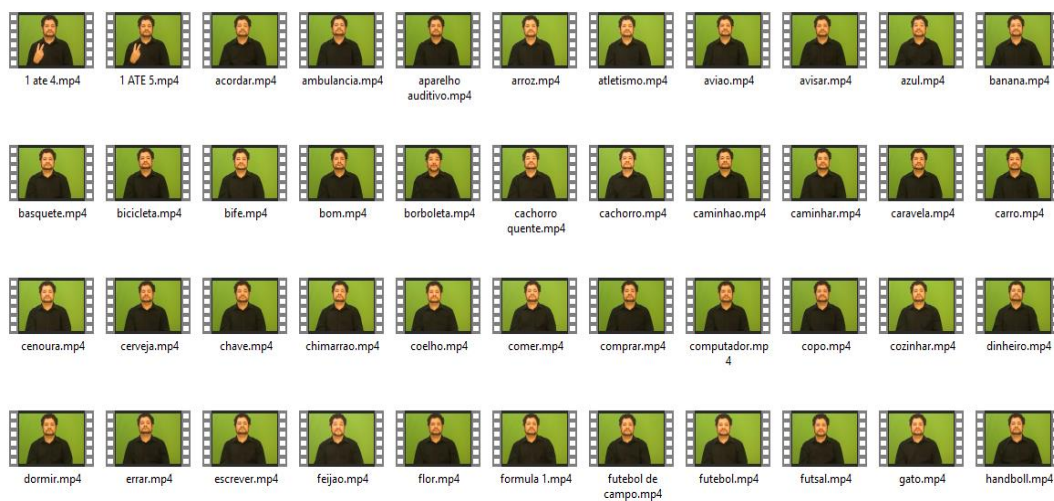 1 ate 4.mp4 1 ATE 5.mp4 acordar.mp4 ambulancia.mp4 aparelho auditivo.mp4 arroz.mp4 atletismo.mp4 aviao.mp4 avisar.mp4 azul.mp4 banana.mp4
basquete.mp4 bicicleta.mp4 bife.mp4 bom.mp4 borboleta.mp4 cachorro quente.mp4 cachorro.mp4 caminhao.mp4 caminhar.mp4 caravela.mp4 carro.mp4
cenoura.mp4 cerveja.mp4 chave.mp4 chimarrao.mp4 coelho.mp4 comer.mp4 comprar.mp4 computador.mp4 copo.mp4 cozinhar.mp4 dinheiro.mp4
dormir.mp4 errar.mp4 escrever.mp4 feijao.mp4 flor.mp4 formula 1.mp4 futebol de campo.mp4 futebol.mp4 futsal.mp4 gato.mp4 handboll.mp4